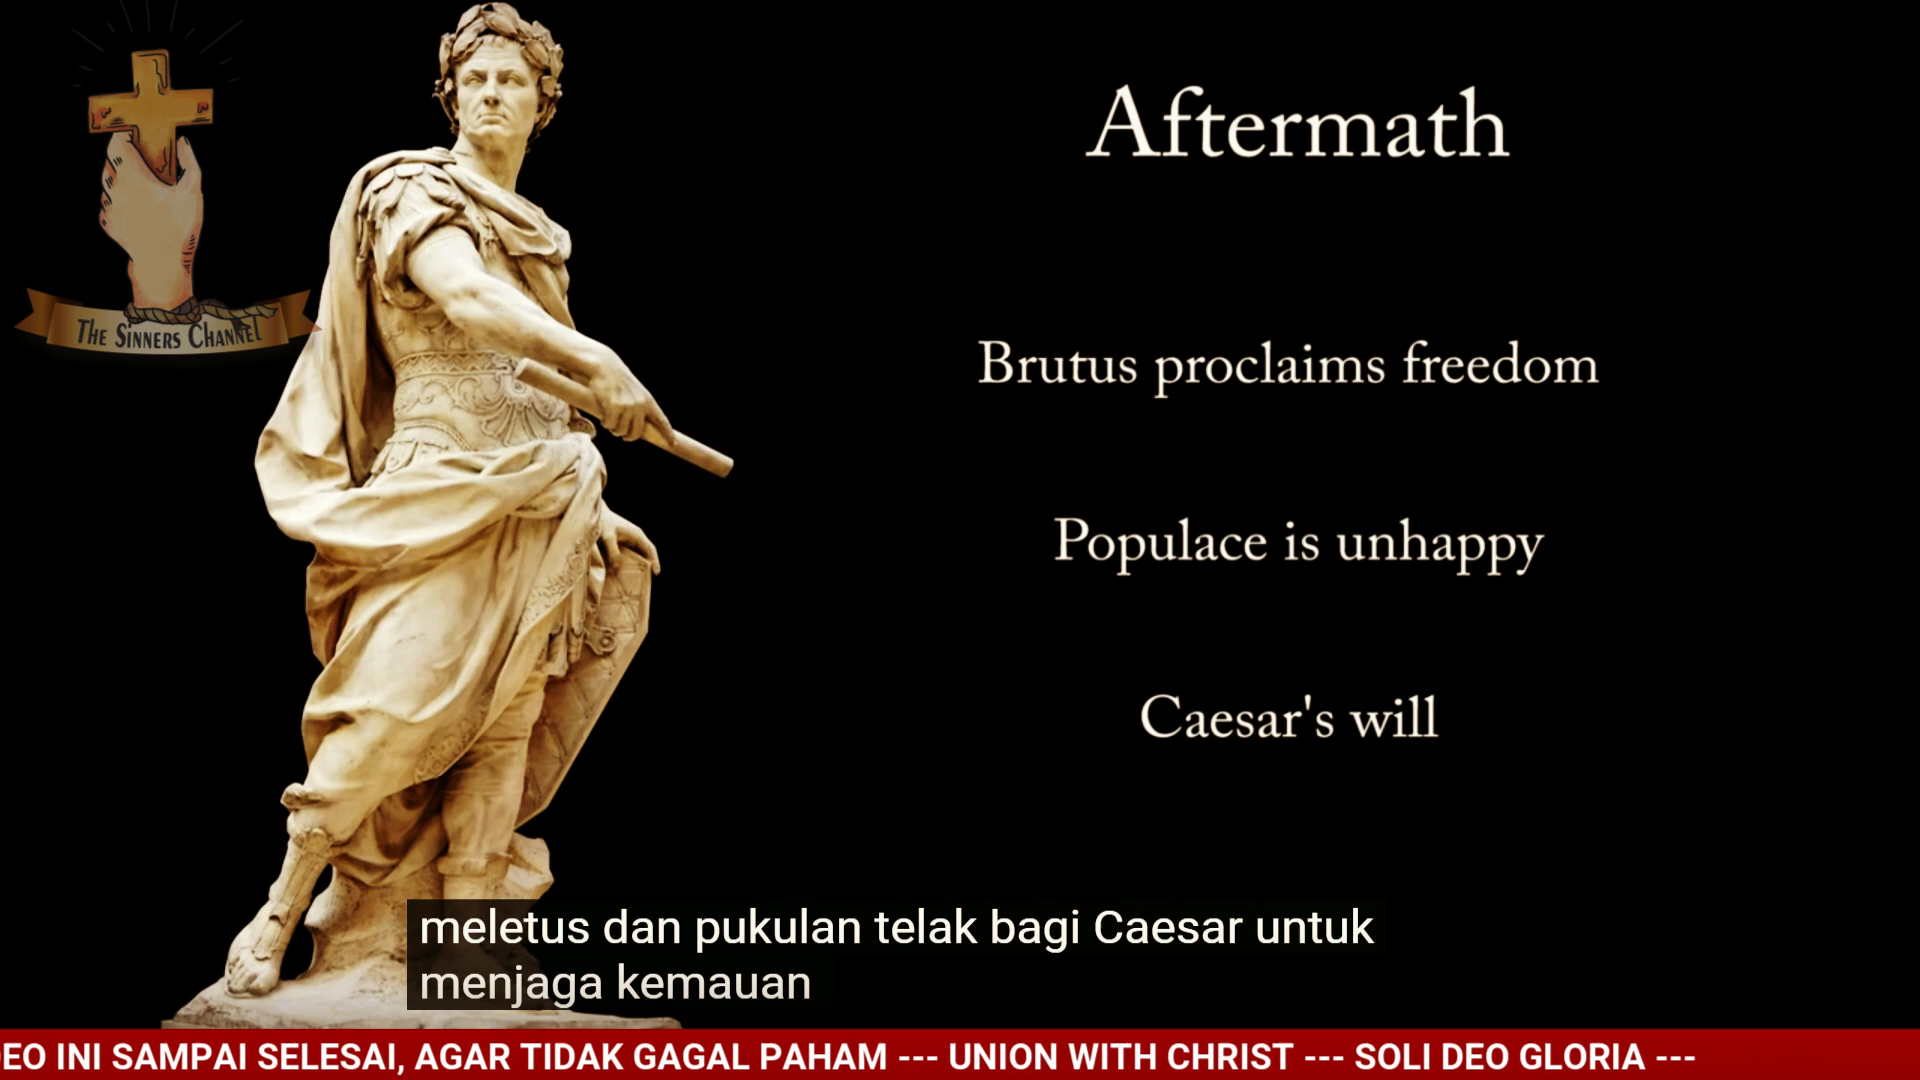 The Sinners Channel
Aftermath
Brutus proclaims freedom
Populace is unhappy
Caesar's will
meletus dan pukulan telak bagi Caesar untuk
menjaga kemauan
INI SAMPAI SELESAI, AGAR TIDAK GAGAL PAHAM --- UNION WITH CHRIST --- SOLI DEO GLORIA ---